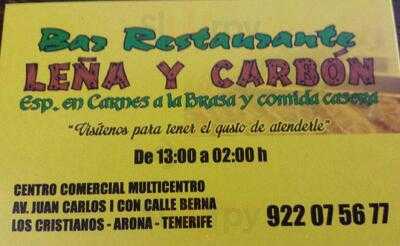 Bar Restaurante
LEÑA Y CARBÓN
Esp. en Carnes a la Brasa y comida casera
"Visítenos para tener el gusto de atenderle"
De 13:00 a 02:00 h
CENTRO COMERCIAL MULTICENTRO
AV. JUAN CARLOS I CON CALLE BERNA
LOS CRISTIANOS - ARONA - TENERIFE
922 07 56 77